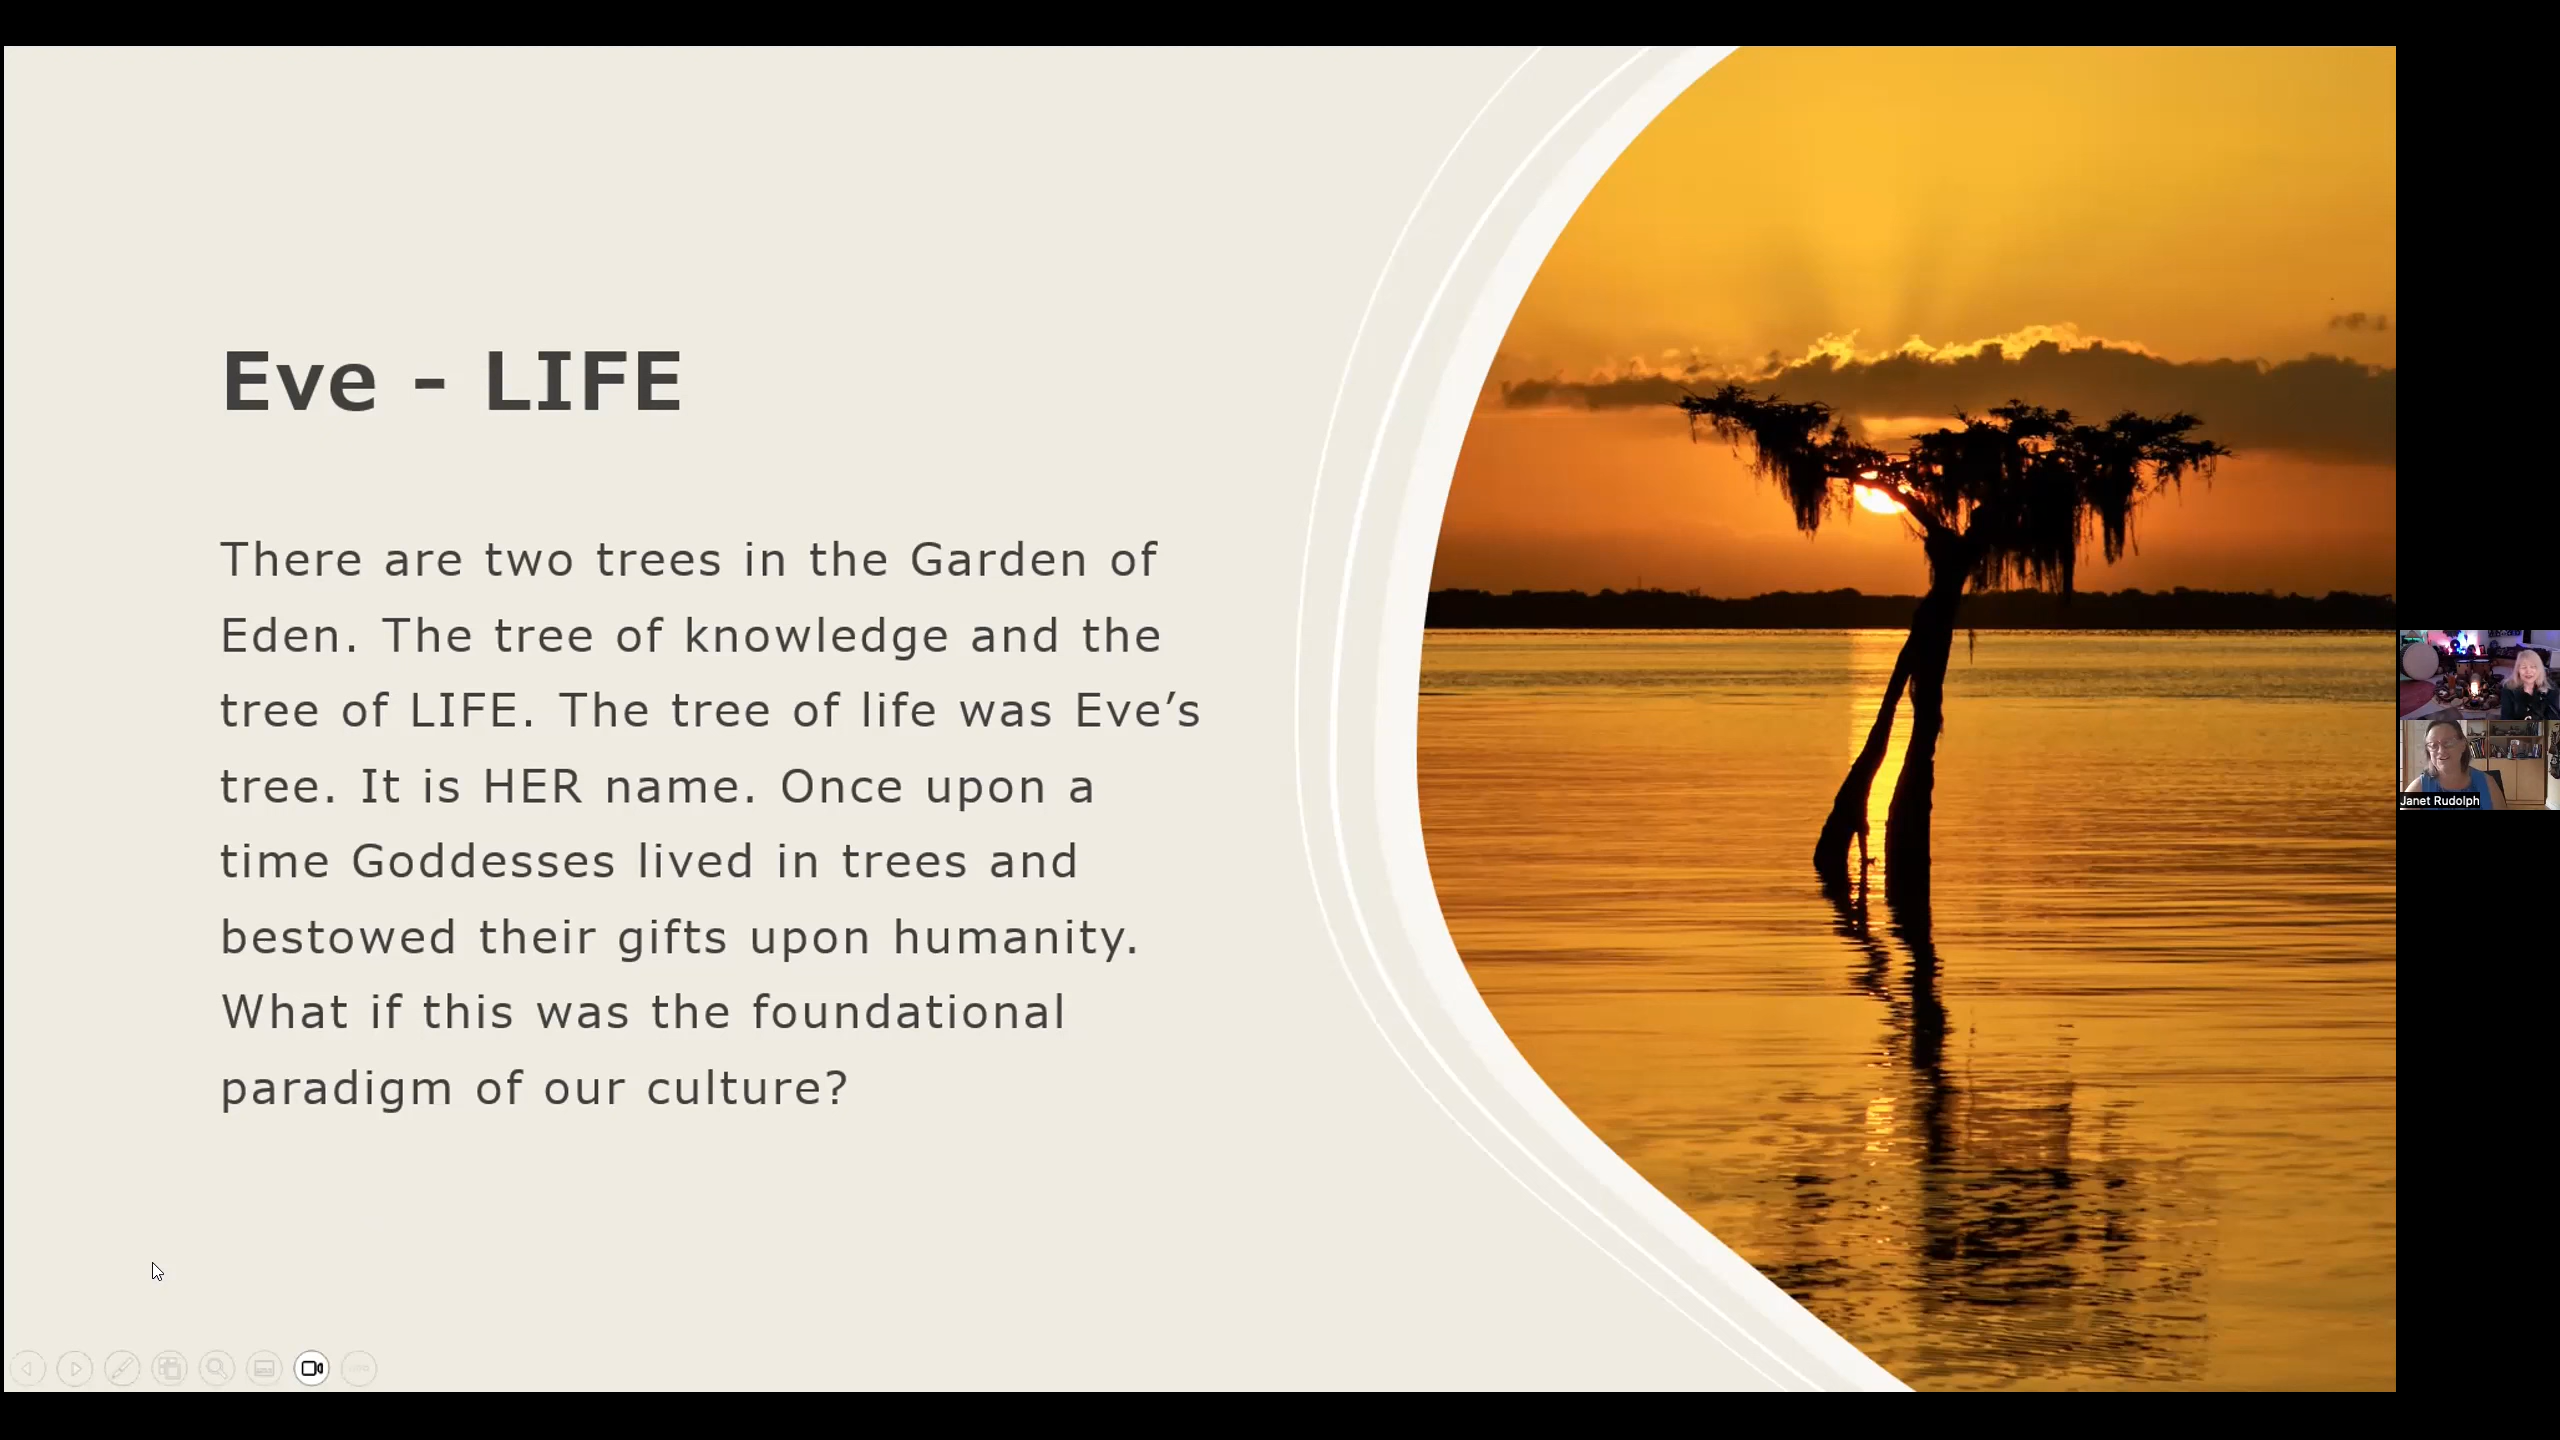 Eve - LIFE
There are two trees in the Garden of
Eden. The tree of knowledge and the
tree of LIFE. The tree of life was Eve’s
tree. It is HER name. Once upon a
time Goddesses lived in trees and
bestowed their gifts upon humanity.
What if this was the foundational
paradigm of our culture?
Janet Rudolph